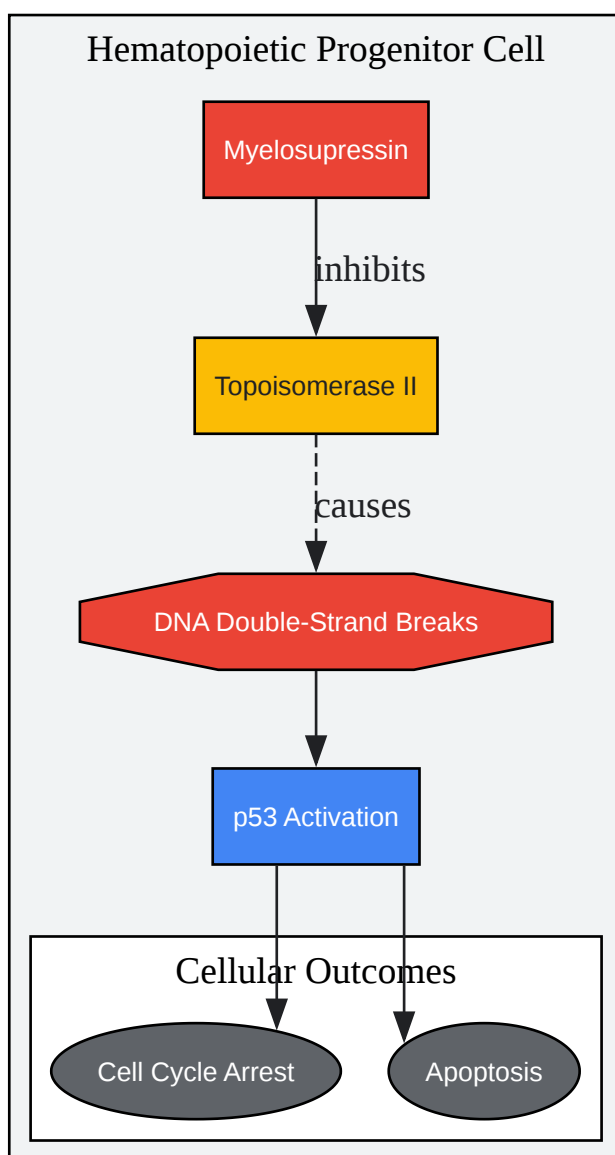 Hematopoietic Progenitor Cell
Myelosupressin
inhibits
Topoisomerase II
causes
DNA Double-Strand Breaks
p53 Activation
Cellular Outcomes
Cell Cycle Arrest
Apoptosis